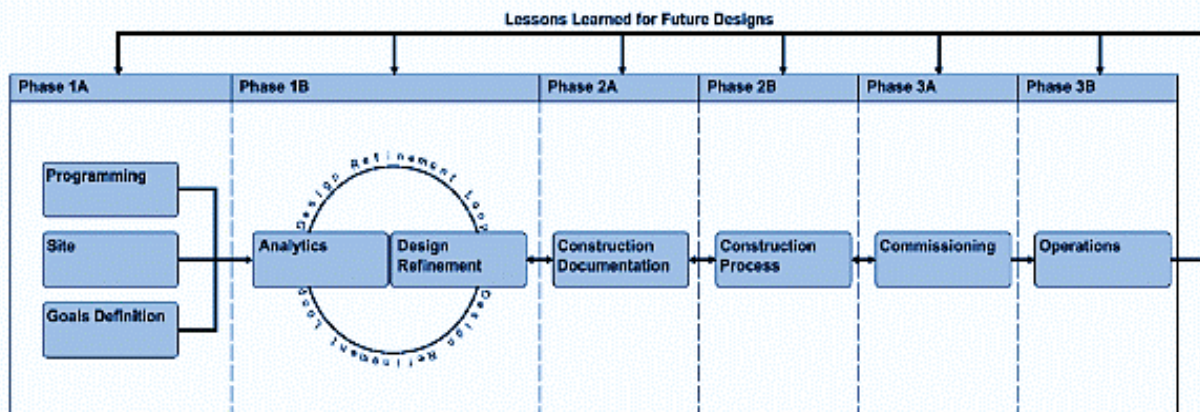 Lessons Learned for Future Designs
Phase 1A
Phase 1B
Phase 2A
Phase 2B
Phase 3A
Phase 3B
Programming
Site
Goals Definition
Design Refinement Loop
Analytics
Design
Refinement
Design Refinement Loop
Construction
Documentation
Construction
Process
Commissioning
Operations